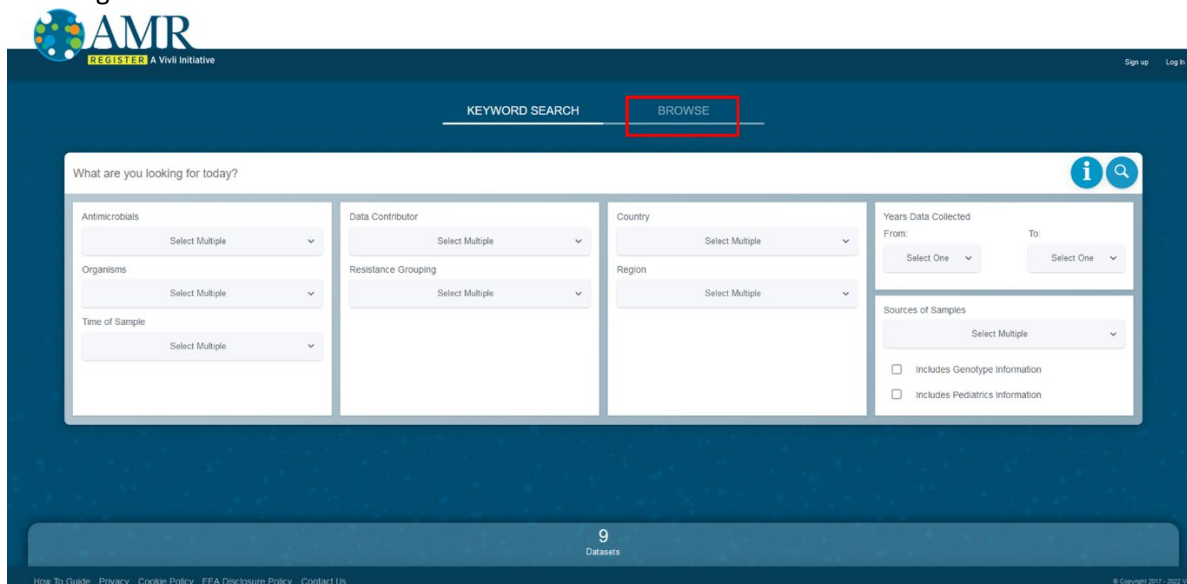 AMR
REGISTER A Vivli Initiative
Sign up Log In
KEYWORD SEARCH BROWSE
What are you looking for today?
Antimicrobials
Select Multiple
Organisms
Select Multiple
Time of Sample
Select Multiple
Data Contributor
Select Multiple
Resistance Grouping
Select Multiple
Country
Select Multiple
Region
Select Multiple
Years Data Collected
From: To:
Select One Select One
Sources of Samples
Select Multiple
Includes Genotype Information
Includes Pediatrics Information
9
Datasets
How To Guide Privacy Cookie Policy EEA Disclosure Policy Contact Us
© Copyright 2017 - 2022